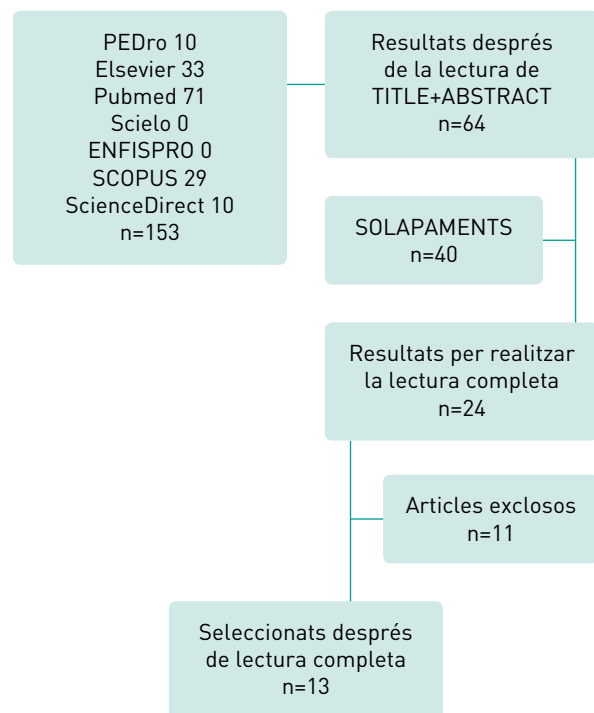 PEDro 10
Elsevier 33
Pubmed 71
Scielo 0
ENFISPRO 0
SCOPUS 29
ScienceDirect 10
n=153
Resultats després
de la lectura de
TITLE+ABSTRACT
n=64
SOLAPAMENTS
n=40
Resultats per realitzar
la lectura completa
n=24
Articles exclosos
n=11
Seleccionats després
de lectura completa
n=13